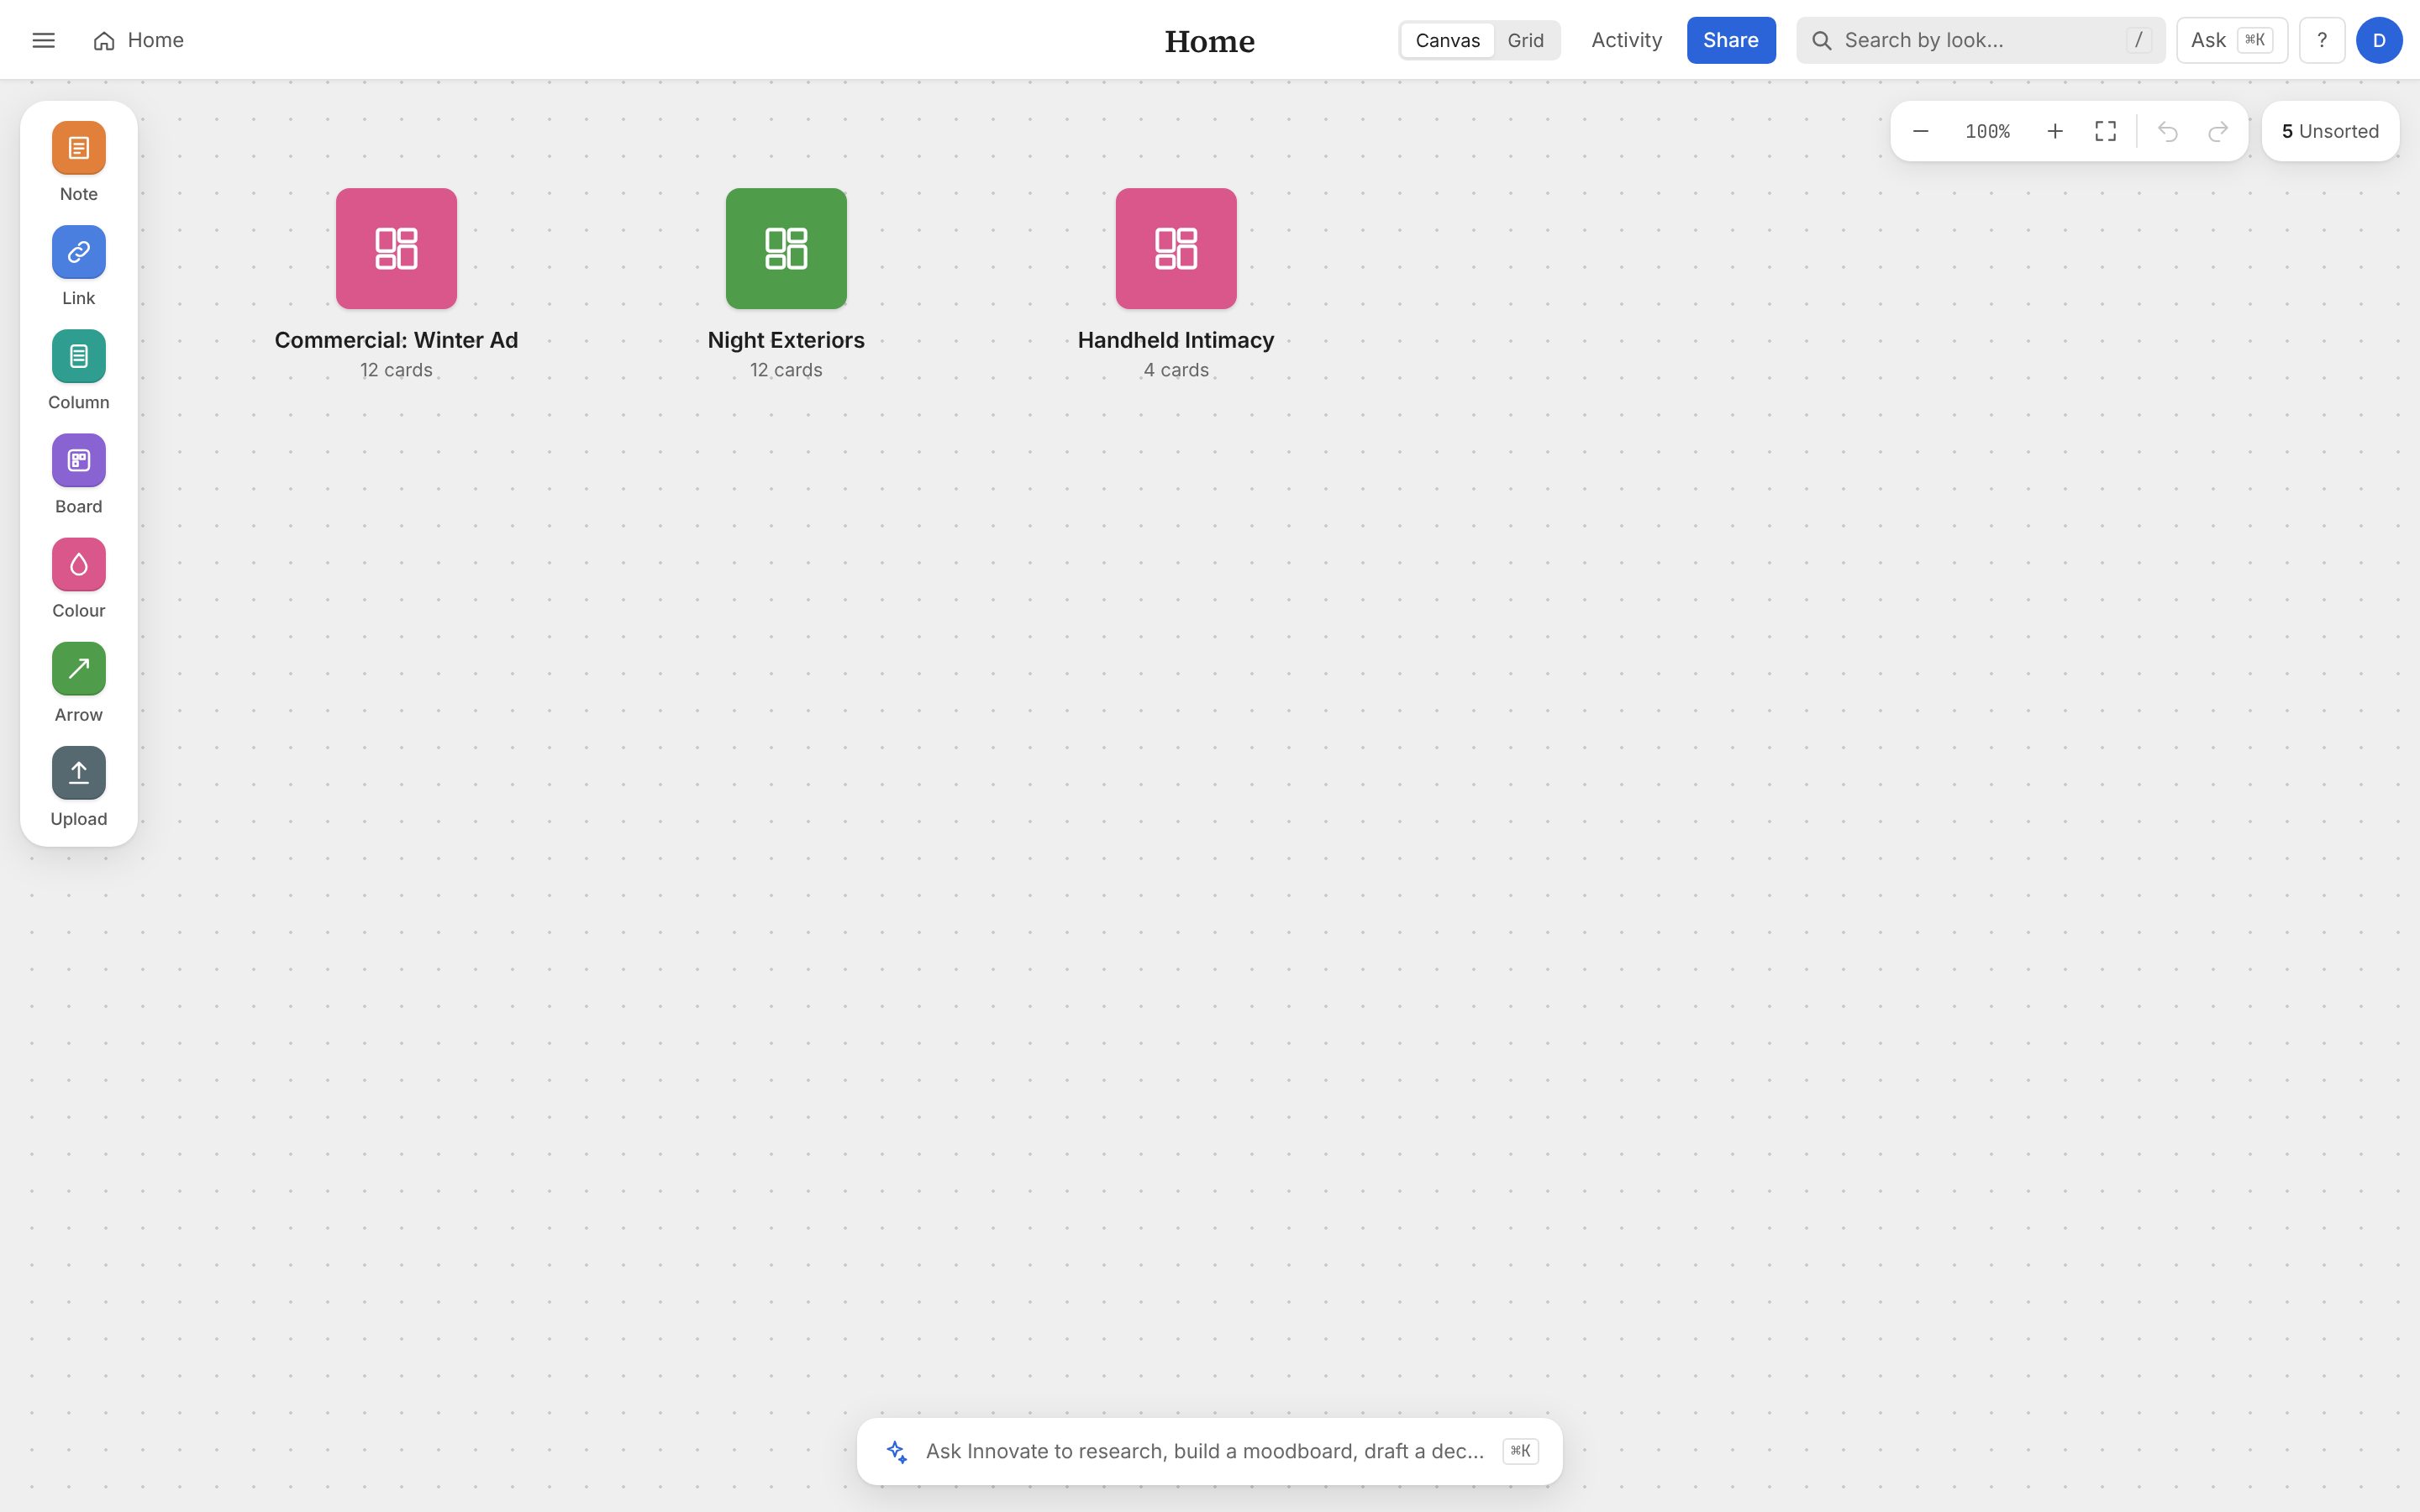 Home
Home
Canvas
Grid
Activity
Share
Search by look...
/
Ask ⌘K
?
D
100%
5 Unsorted
Note
Link
Column
Board
Colour
Arrow
Upload
Commercial: Winter Ad
12 cards
Night Exteriors
12 cards
Handheld Intimacy
4 cards
Ask Innovate to research, build a moodboard, draft a dec... ⌘K